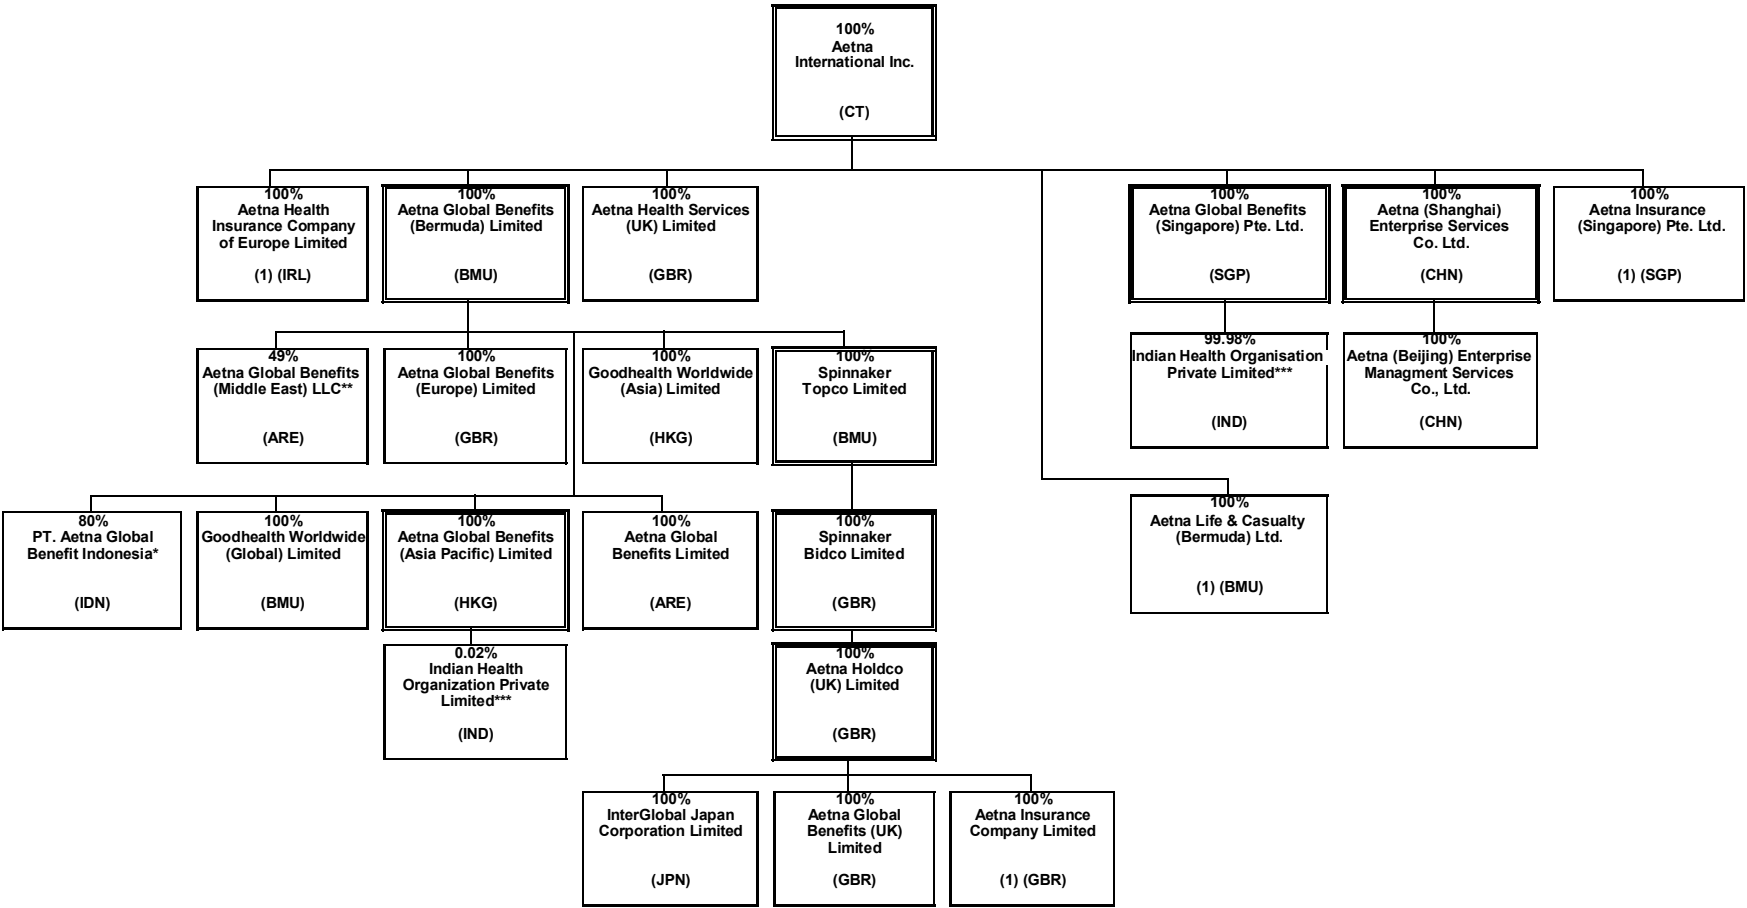 100%
Aetna
International Inc.
(CT)
100%
Aetna Health
Insurance Company
of Europe Limited
(1) (IRL)
100%
Aetna Global Benefits
(Bermuda) Limited
(BMU)
100%
Aetna Health Services
(UK) Limited
(GBR)
100%
Aetna Global Benefits
(Singapore) Pte. Ltd.
(SGP)
100%
Aetna (Shanghai)
Enterprise Services
Co. Ltd.
(CHN)
100%
Aetna Insurance
(Singapore) Pte. Ltd.
(1) (SGP)
49%
Aetna Global Benefits
(Middle East) LLC**
(ARE)
100%
Aetna Global Benefits
(Europe) Limited
(GBR)
100%
Goodhealth Worldwide
(Asia) Limited
(HKG)
100%
Spinnaker
Topco Limited
(BMU)
99.98%
Indian Health Organisation
Private Limited***
(IND)
100%
Aetna (Beijing) Enterprise
Managment Services
Co., Ltd.
(CHN)
80%
PT. Aetna Global
Benefit Indonesia*
(IDN)
100%
Goodhealth Worldwide
(Global) Limited
(BMU)
100%
Aetna Global Benefits
(Asia Pacific) Limited
(HKG)
100%
Aetna Global
Benefits Limited
(ARE)
100%
Spinnaker
Bidco Limited
(GBR)
100%
Aetna Life & Casualty
(Bermuda) Ltd.
(1) (BMU)
0.02%
Indian Health
Organization Private
Limited***
(IND)
100%
Aetna Holdco
(UK) Limited
(GBR)
100%
InterGlobal Japan
Corporation Limited
(JPN)
100%
Aetna Global
Benefits (UK)
Limited
(GBR)
100%
Aetna Insurance
Company Limited
(1) (GBR)